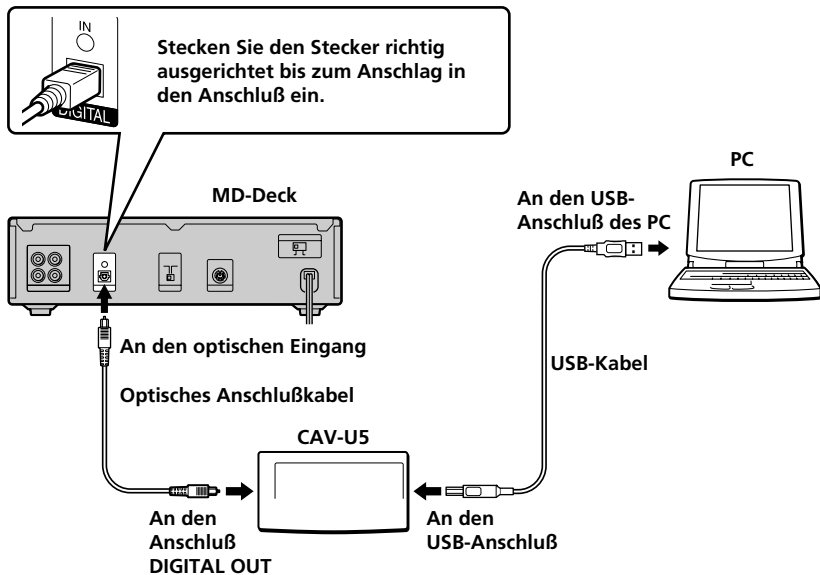 IN
DIGITAL
Stecken Sie den Stecker richtig
ausgerichtet bis zum Anschlag in
den Anschluß ein.
MD-Deck
PC
An den USB-
Anschluß des PC
An den optischen Eingang
Optisches Anschlußkabel
USB-Kabel
CAV-U5
An den
Anschluß
DIGITAL OUT
An den
USB-Anschluß